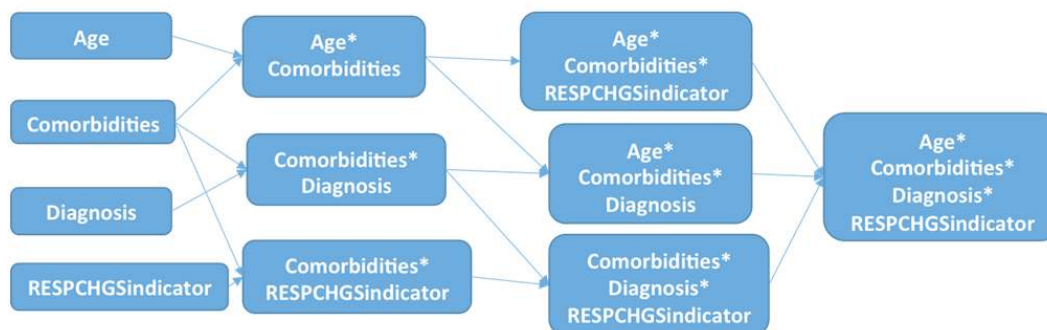 Age
Comorbidities
Diagnosis
RESPCHGSindicator
Age*
Comorbidities
Comorbidities*
Diagnosis
Comorbidities*
RESPCHGSindicator
Age*
Comorbidities*
RESPCHGSindicator
Age*
Comorbidities*
Diagnosis
Comorbidities*
Diagnosis*
RESPCHGSindicator
Age*
Comorbidities*
Diagnosis*
RESPCHGSindicator